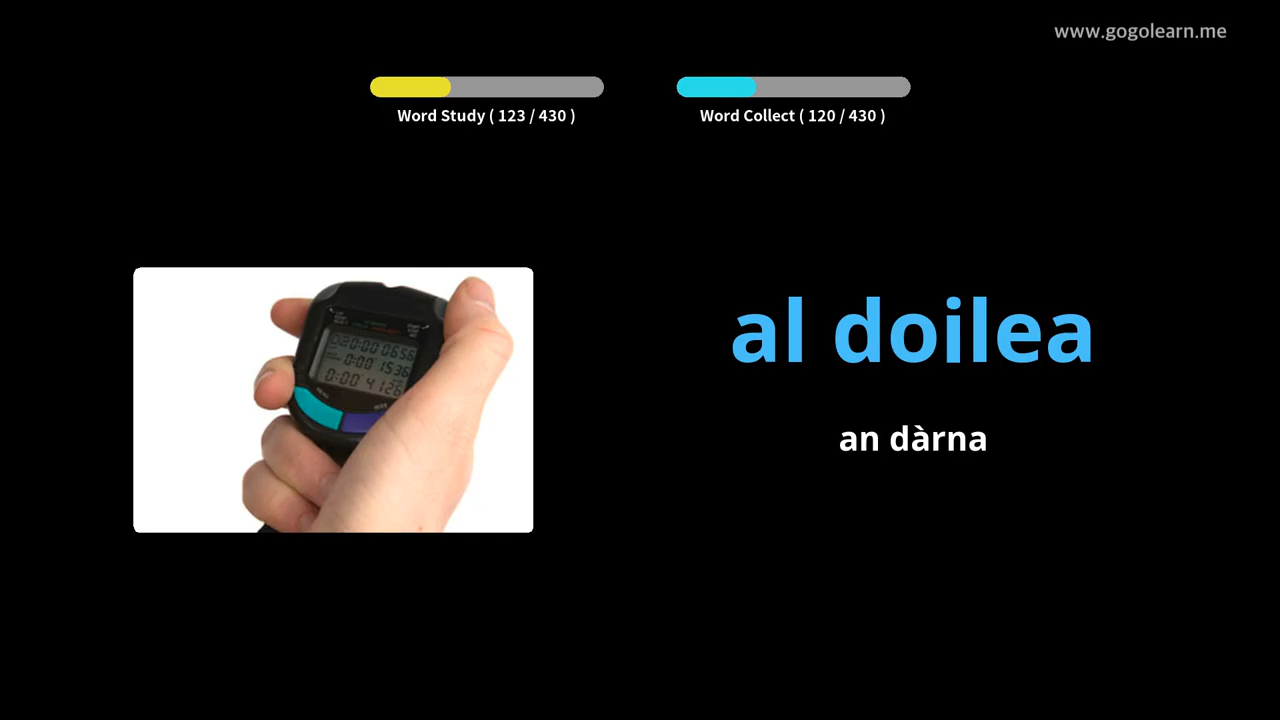 www.gogolearn.me
Word Study ( 123 / 430 )
Word Collect ( 120 / 430 )
al doilea
an dàrna